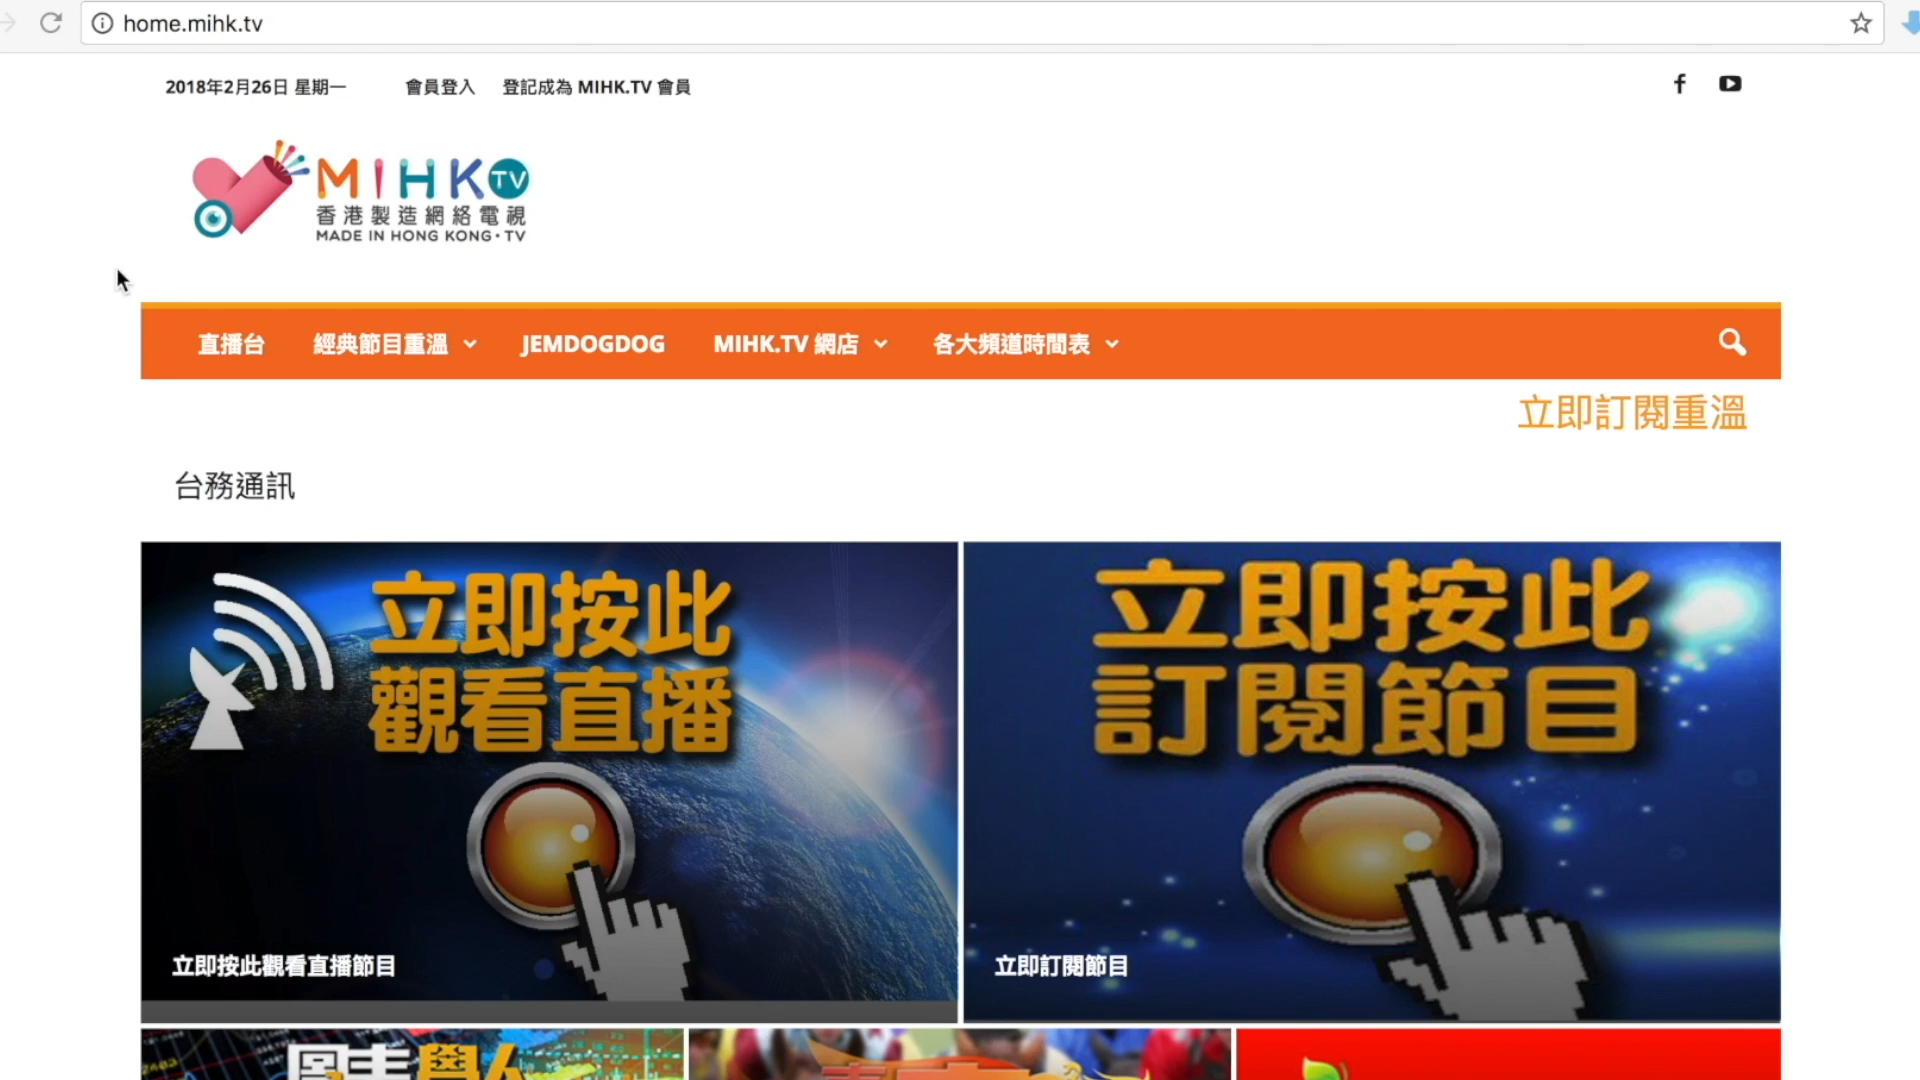 home.mihk.tv
2018年2月26日 星期一 會員登入 登記成為 MIHK.TV 會員
MIHK TV
香港製造網絡電視
MADE IN HONG KONG・TV
直播台 經典節目重溫 JEMDOGDOG MIHK.TV 網店 各大頻道時間表
立即訂閱重溫
台務通訊
立即按此
觀看直播
立即按此觀看直播節目
立即按此
訂閱節目
立即訂閱節目